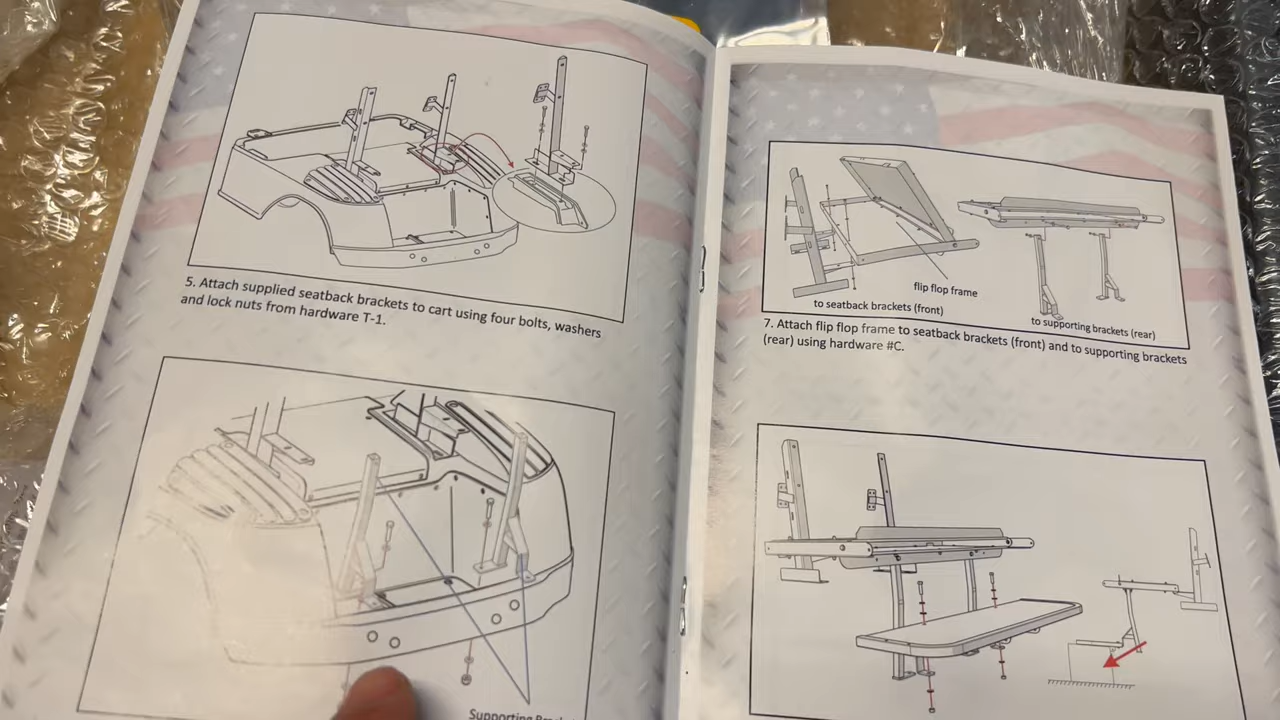 5. Attach supplied seatback brackets to cart using four bolts, washers
and lock nuts from hardware T-1.
Supporting
flip flop frame
to seatback brackets (front)
to supporting brackets (rear)
7. Attach flip flop frame to seatback brackets (front) and to supporting brackets
(rear) using hardware #C.